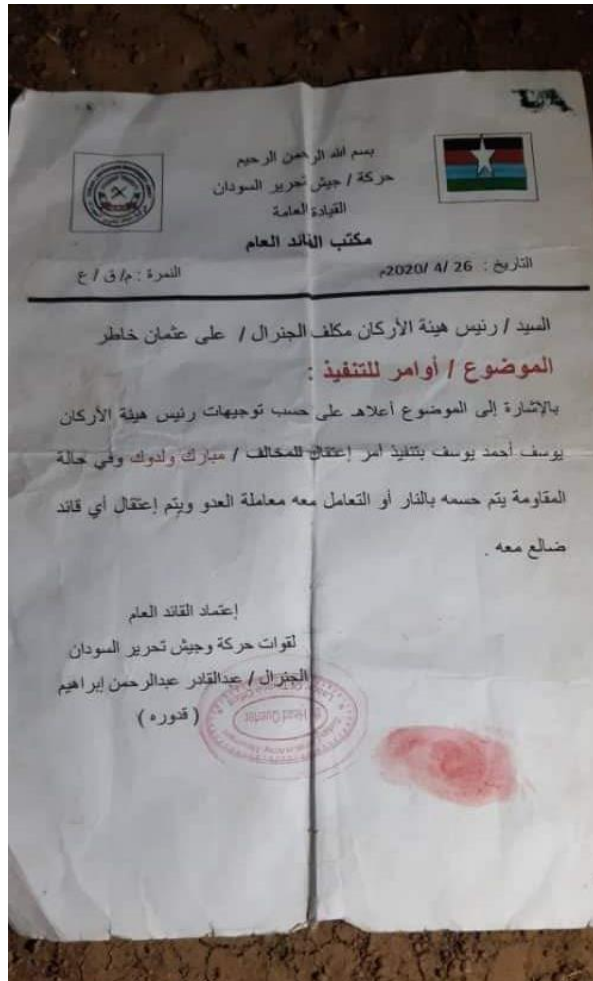 بسم الله الرحمن الرحيم
حركة / جيش تحرير السودان
القيادة العامة
مكتب القائد العام
التاريخ : 26 /4 /2020م
النمرة : م/ ق / ع
السيد / رئيس هيئة الأركان مكلف الجنرال / على عثمان خاطر
الموضوع / أوامر للتنفيذ :
بالإشارة إلى الموضوع أعلاهـ على حسب توجيهات رئيس هيئة الأركان
يوسف أحمد يوسف بتنفيذ أمر إعتقال للمخالف / مبارك ولدوك وفي حالة
المقاومة يتم حسمه بالنار أو التعامل معه معاملة العدو ويتم إعتقال أي قائد
ضالع معه .
إعتماد القائد العام
لقوات حركة وجيش تحرير السودان
الجنرال / عبدالقادر عبدالرحمن إبراهيم
( قدوره )
Head Quarter